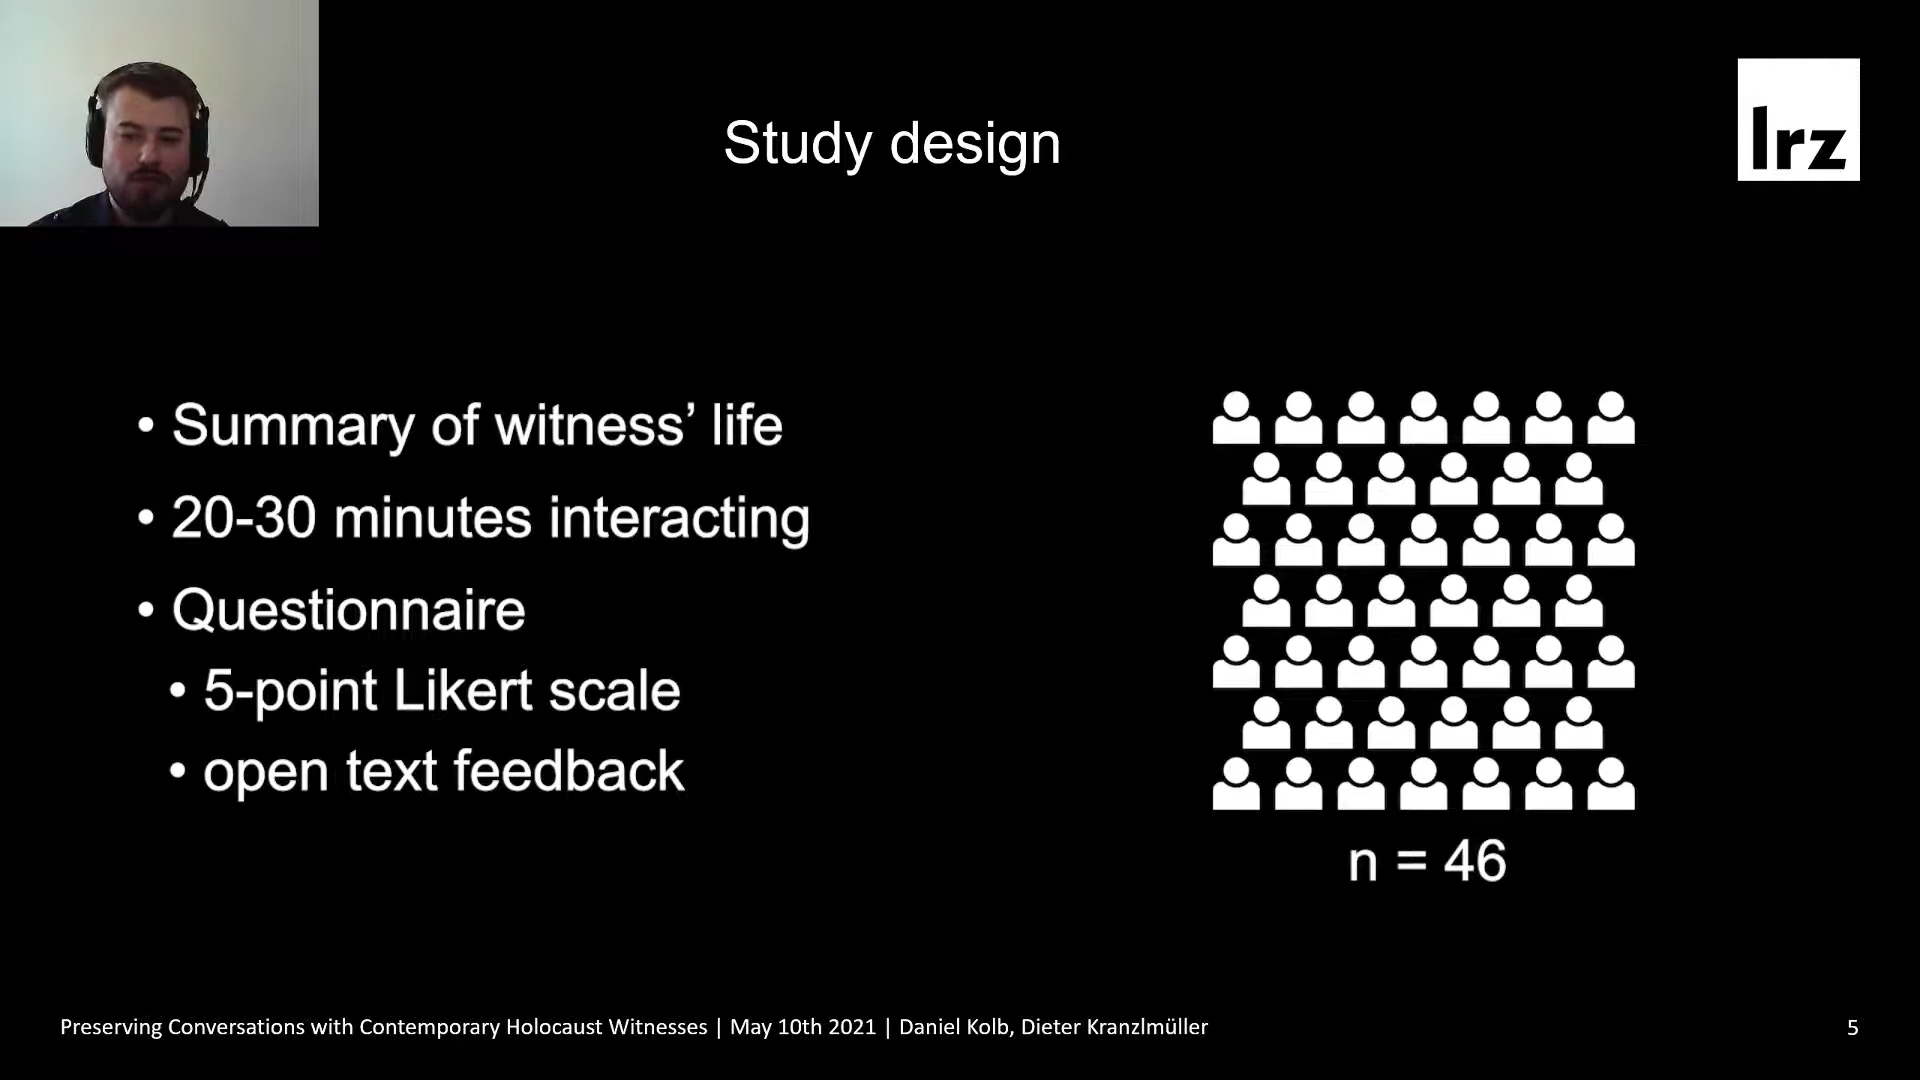 Study design
lrz
• Summary of witness’ life
• 20-30 minutes interacting
• Questionnaire
• 5-point Likert scale
• open text feedback
n = 46
Preserving Conversations with Contemporary Holocaust Witnesses | May 10th 2021 | Daniel Kolb, Dieter Kranzlmüller
5